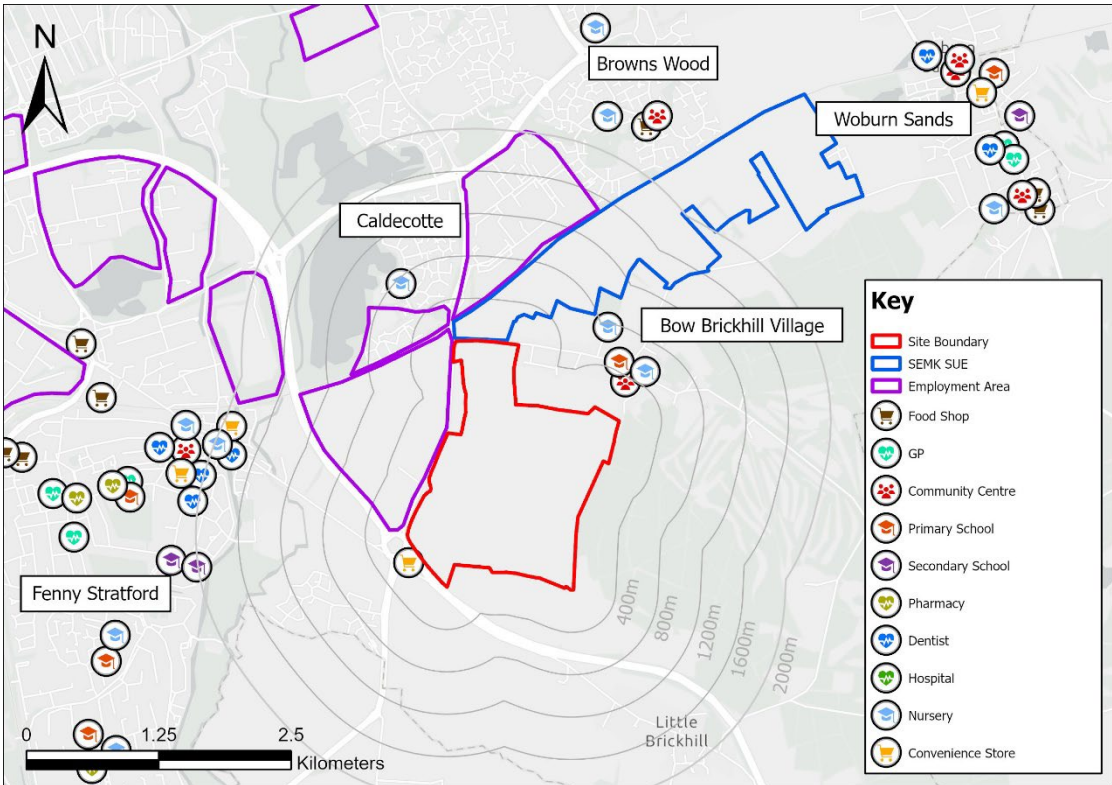 N
Browns Wood
Woburn Sands
Caldecotte
Bow Brickhill Village
Fenny Stratford
400m
800m
1200m
1600m
2000m
Little
Brickhill
0 1.25 2.5
Kilometers
Key
Site Boundary
SEMK SUE
Employment Area
Food Shop
GP
Community Centre
Primary School
Secondary School
Pharmacy
Dentist
Hospital
Nursery
Convenience Store